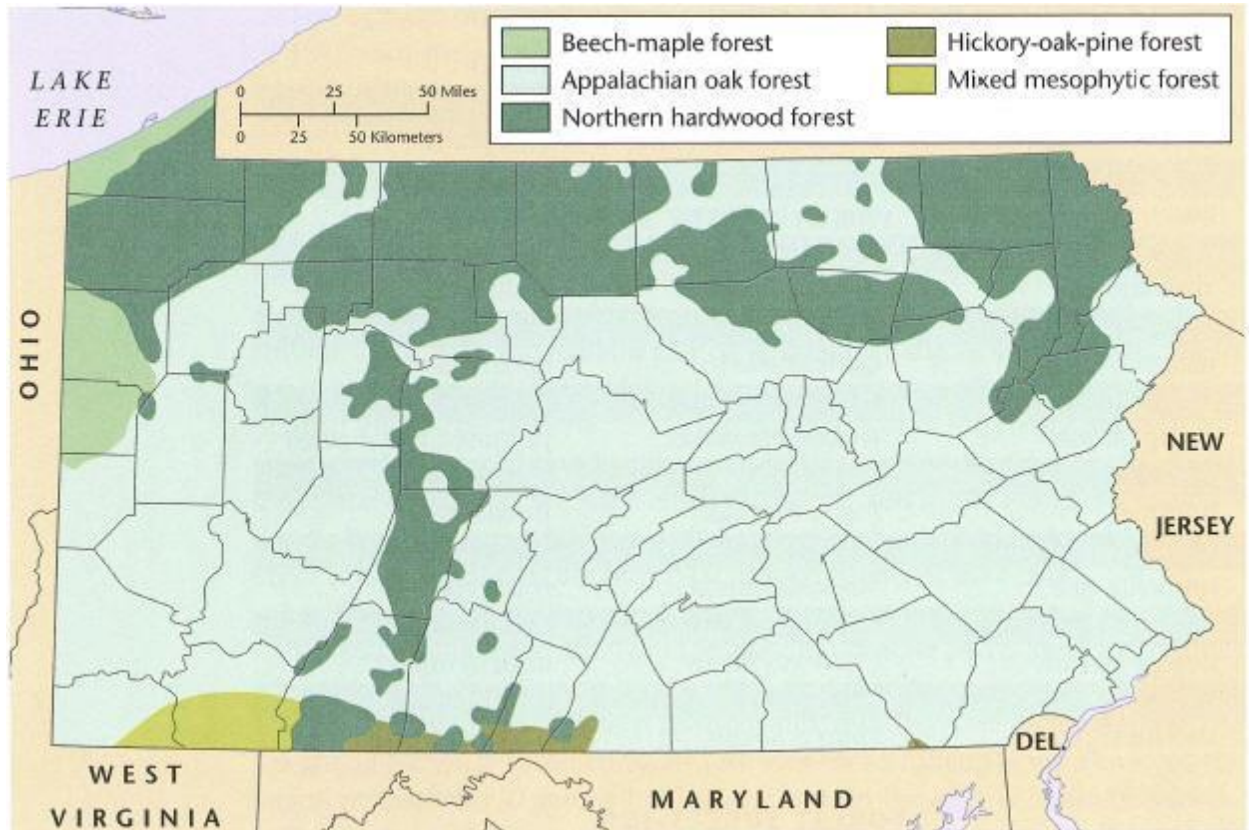 LAKE
ERIE
0 25 50 Miles
0 25 50 Kilometers
Beech-maple forest
Appalachian oak forest
Northern hardwood forest
Hickory-oak-pine forest
Mixed mesophytic forest
OHIO
NEW
JERSEY
DEL.
WEST
VIRGINIA
MARYLAND